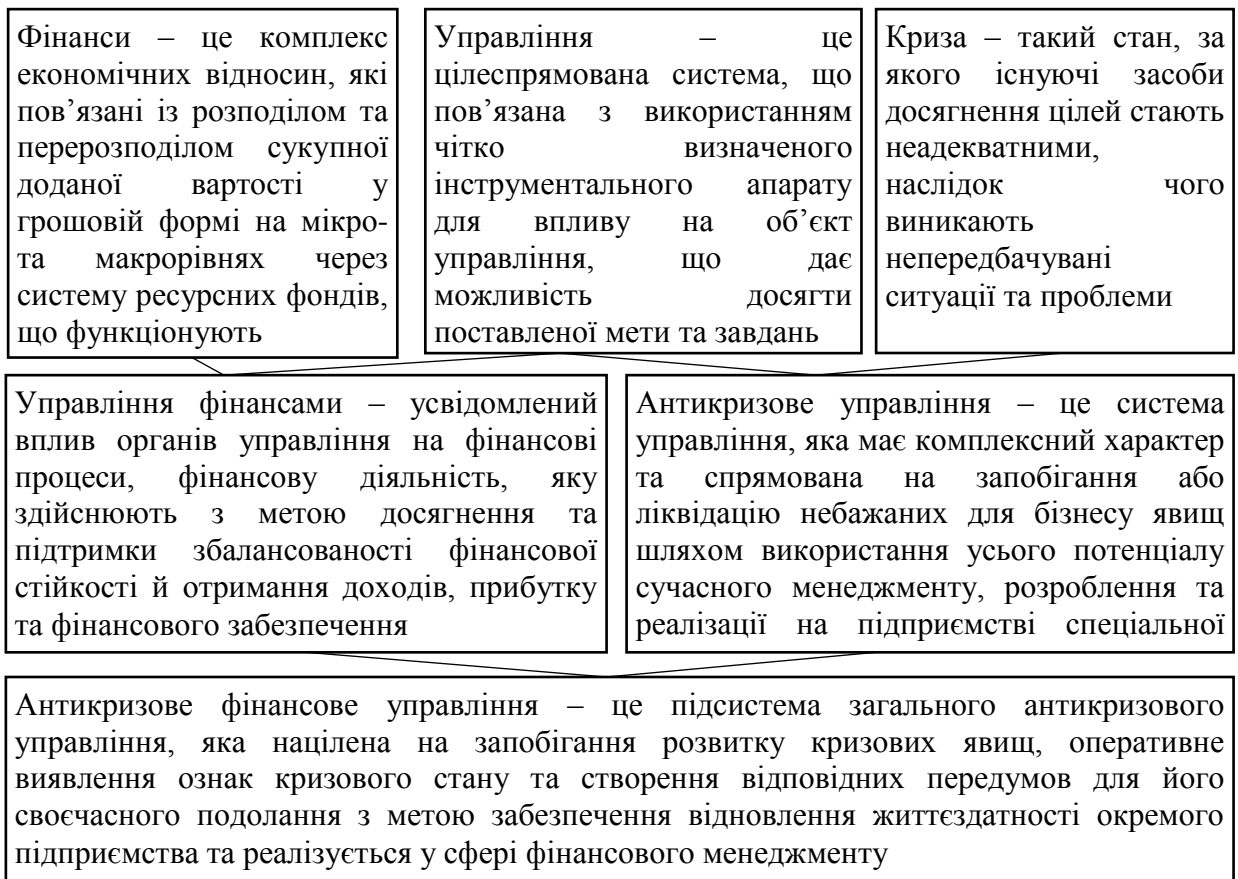 Фінанси – це комплекс
економічних відносин, які
пов’язані із розподілом та
перерозподілом сукупної
доданої вартості у
грошовій формі на мікро-
та макрорівнях через
систему ресурсних фондів,
що функціонують
Управління – це
цілеспрямована система, що
пов’язана з використанням
чітко визначеного
інструментального апарату
для впливу на об’єкт
управління, що дає
можливість досягти
поставленої мети та завдань
Криза – такий стан, за
якого існуючі засоби
досягнення цілей стають
неадекватними,
наслідок чого
виникають
непередбачувані
ситуації та проблеми
Управління фінансами – усвідомлений
вплив органів управління на фінансові
процеси, фінансову діяльність, яку
здійснюють з метою досягнення та
підтримки збалансованості фінансової
стійкості й отримання доходів, прибутку
та фінансового забезпечення
Антикризове управління – це система
управління, яка має комплексний характер
та спрямована на запобігання або
ліквідацію небажаних для бізнесу явищ
шляхом використання усього потенціалу
сучасного менеджменту, розроблення та
реалізації на підприємстві спеціальної
Антикризове фінансове управління – це підсистема загального антикризового
управління, яка націлена на запобігання розвитку кризових явищ, оперативне
виявлення ознак кризового стану та створення відповідних передумов для його
своєчасного подолання з метою забезпечення відновлення життєздатності окремого
підприємства та реалізується у сфері фінансового менеджменту